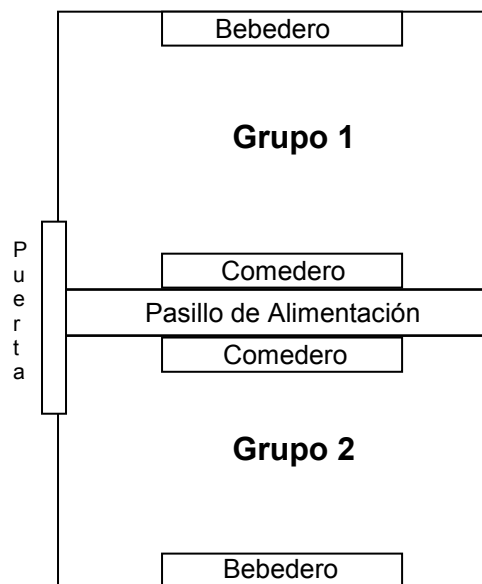 Bebedero
Grupo 1
Puerta
Comedero
Pasillo de Alimentación
Comedero
Grupo 2
Bebedero